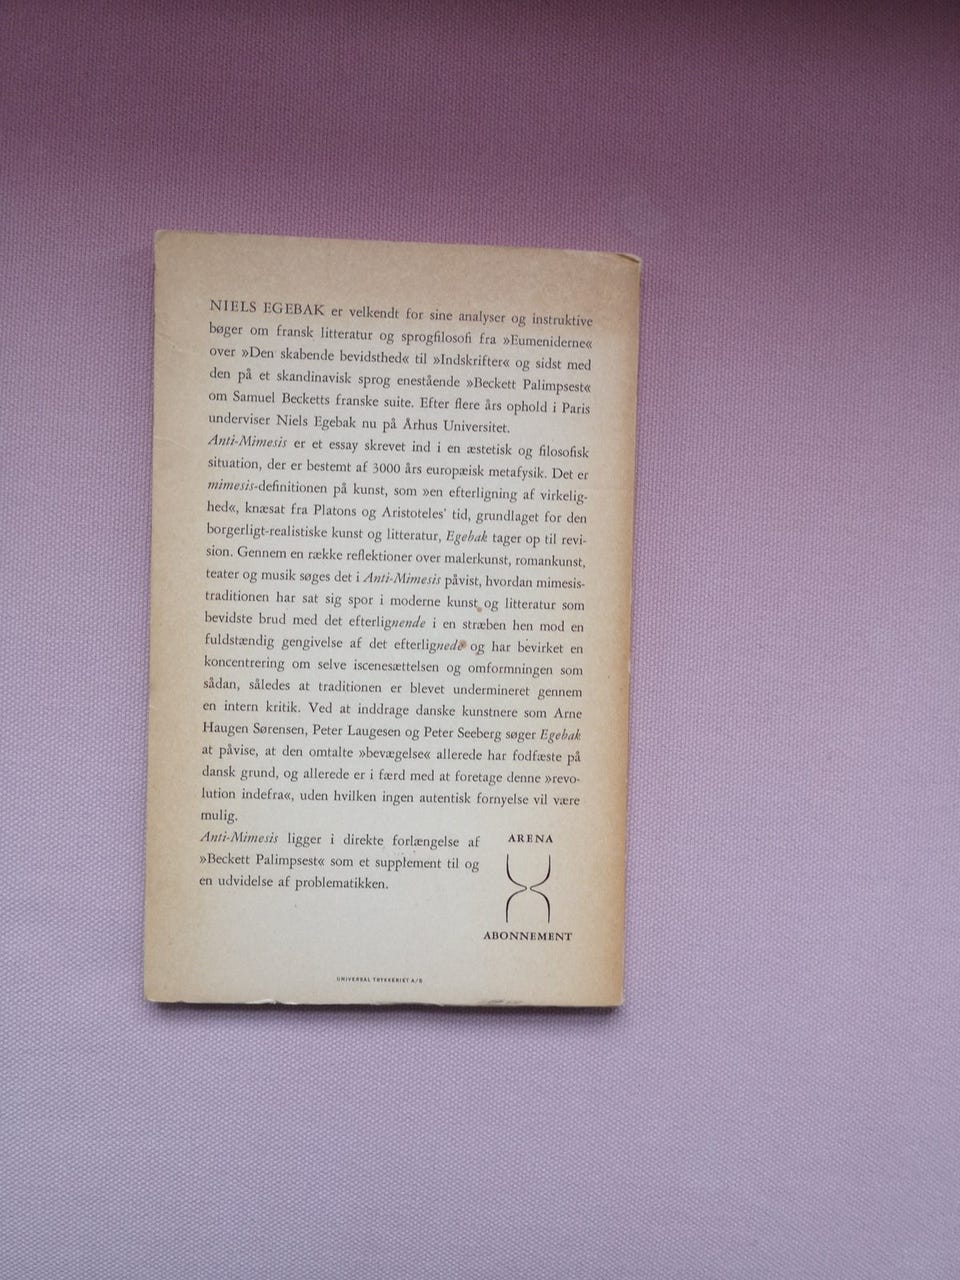 NIELS EGEBAK er velkendt for sine analyser og instruktive
bøger om fransk litteratur og sprogfilosofi fra »Eumeniderne«
over »Den skabende bevidsthed« til »Indskrifter« og sidst med
den på et skandinavisk sprog enestående »Beckett Palimpsest«
om Samuel Becketts franske suite. Efter flere års ophold i Paris
underviser Niels Egebak nu på Århus Universitet.
Anti-Mimesis er et essay skrevet ind i en æstetisk og filosofisk
situation, der er bestemt af 3000 års europæisk metafysik. Det er
mimesis-definitionen på kunst, som »en efterligning af virkelig-
hed«, knæsat fra Platons og Aristoteles' tid, grundlaget for den
borgerligt-realistiske kunst og litteratur, Egebak tager op til revi-
sion. Gennem en række reflektioner over malerkunst, romankunst,
teater og musik søges det i Anti-Mimesis påvist, hvordan mimesis-
traditionen har sat sig spor i moderne kunst og litteratur som
bevidste brud med det efterlignende i en stræben hen mod en
fuldstændig gengivelse af det efterlignede og har bevirket en
koncentrering om selve iscenesættelsen og omformningen som
sådan, således at traditionen er blevet undermineret gennem
en intern kritik. Ved at inddrage danske kunstnere som Arne
Haugen Sørensen, Peter Laugesen og Peter Seeberg søger Egebak
at påvise, at den omtalte »bevægelse« allerede har fodfæste på
dansk grund, og allerede er i færd med at foretage denne »revo-
lution indefra«, uden hvilken ingen autentisk fornyelse vil være
mulig.
Anti-Mimesis ligger i direkte forlængelse af
»Beckett Palimpsest« som et supplement til og
en udvidelse af problematikken.
ARENA
ABONNEMENT
UNIVERSAL TRYKKERIET A/S